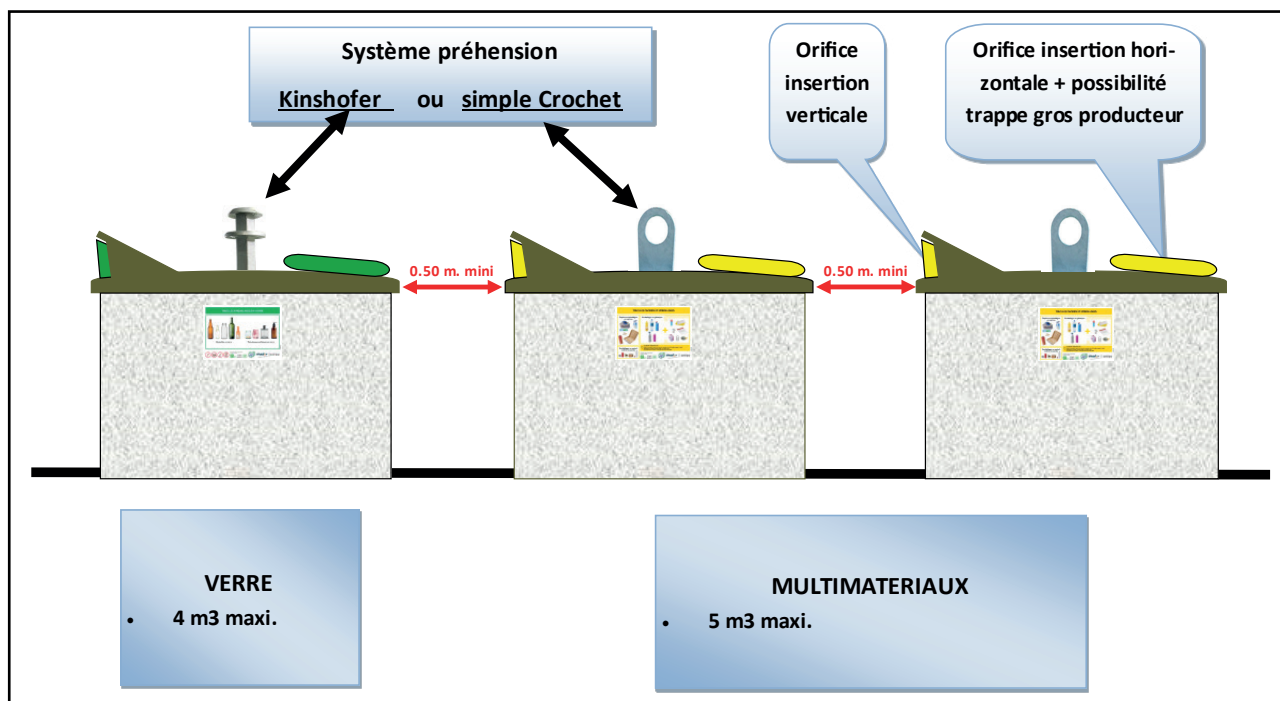 Système préhension
Kinshofer ou simple Crochet
Orifice
insertion
verticale
Orifice insertion hori-
zontale + possibilité
trappe gros producteur
0.50 m. mini
0.50 m. mini
VERRE
• 4 m3 maxi.
MULTIMATERIAUX
• 5 m3 maxi.